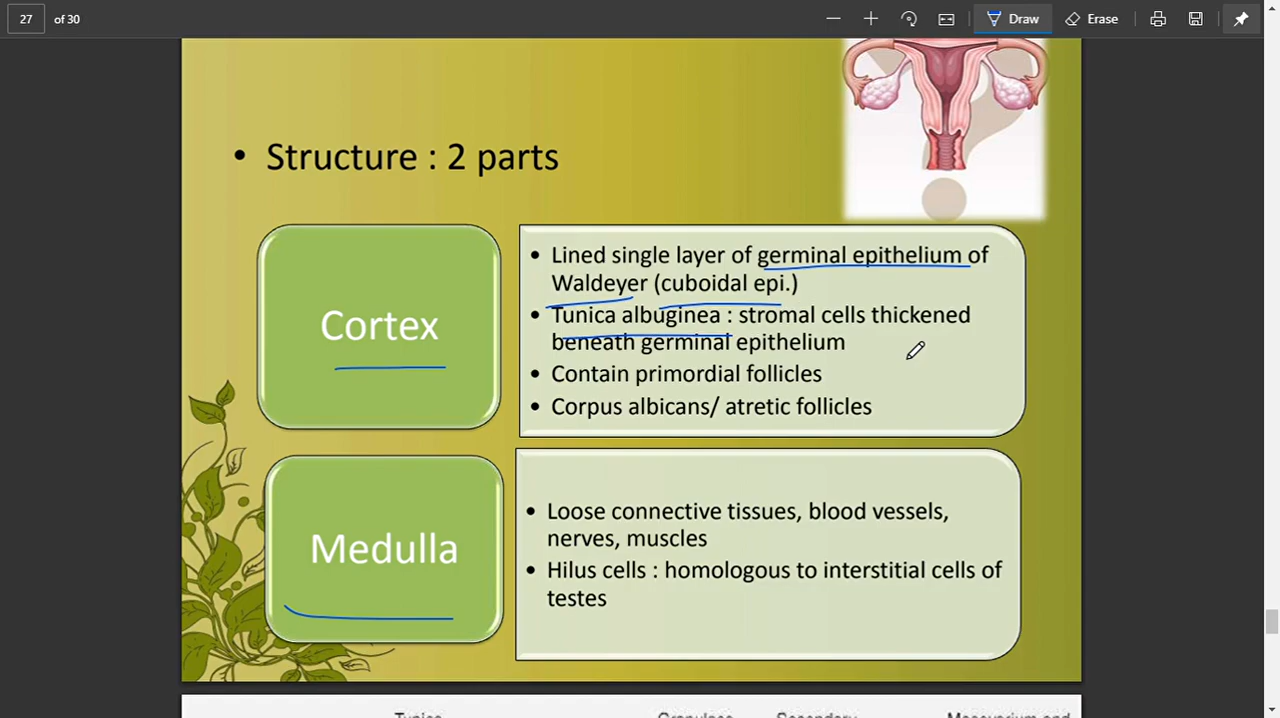 27 of 30 Draw Erase
• Structure : 2 parts
Cortex
• Lined single layer of germinal epithelium of
Waldeyer (cuboidal epi.)
• Tunica albuginea : stromal cells thickened
beneath germinal epithelium
• Contain primordial follicles
• Corpus albicans/ atretic follicles
Medulla
• Loose connective tissues, blood vessels,
nerves, muscles
• Hilus cells : homologous to interstitial cells of
testes